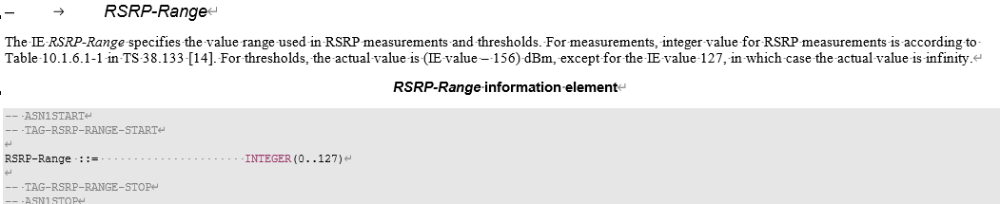 – → RSRP-Range
The IE RSRP-Range specifies the value range used in RSRP measurements and thresholds. For measurements, integer value for RSRP measurements is according to
Table 10.1.6.1-1 in TS 38.133 [14]. For thresholds, the actual value is (IE value – 156) dBm, except for the IE value 127, in which case the actual value is infinity.
RSRP-Range information element
-- ASN1START
-- TAG-RSRP-RANGE-START
RSRP-Range ::= INTEGER(0..127)
-- TAG-RSRP-RANGE-STOP
-- ASN1STOP